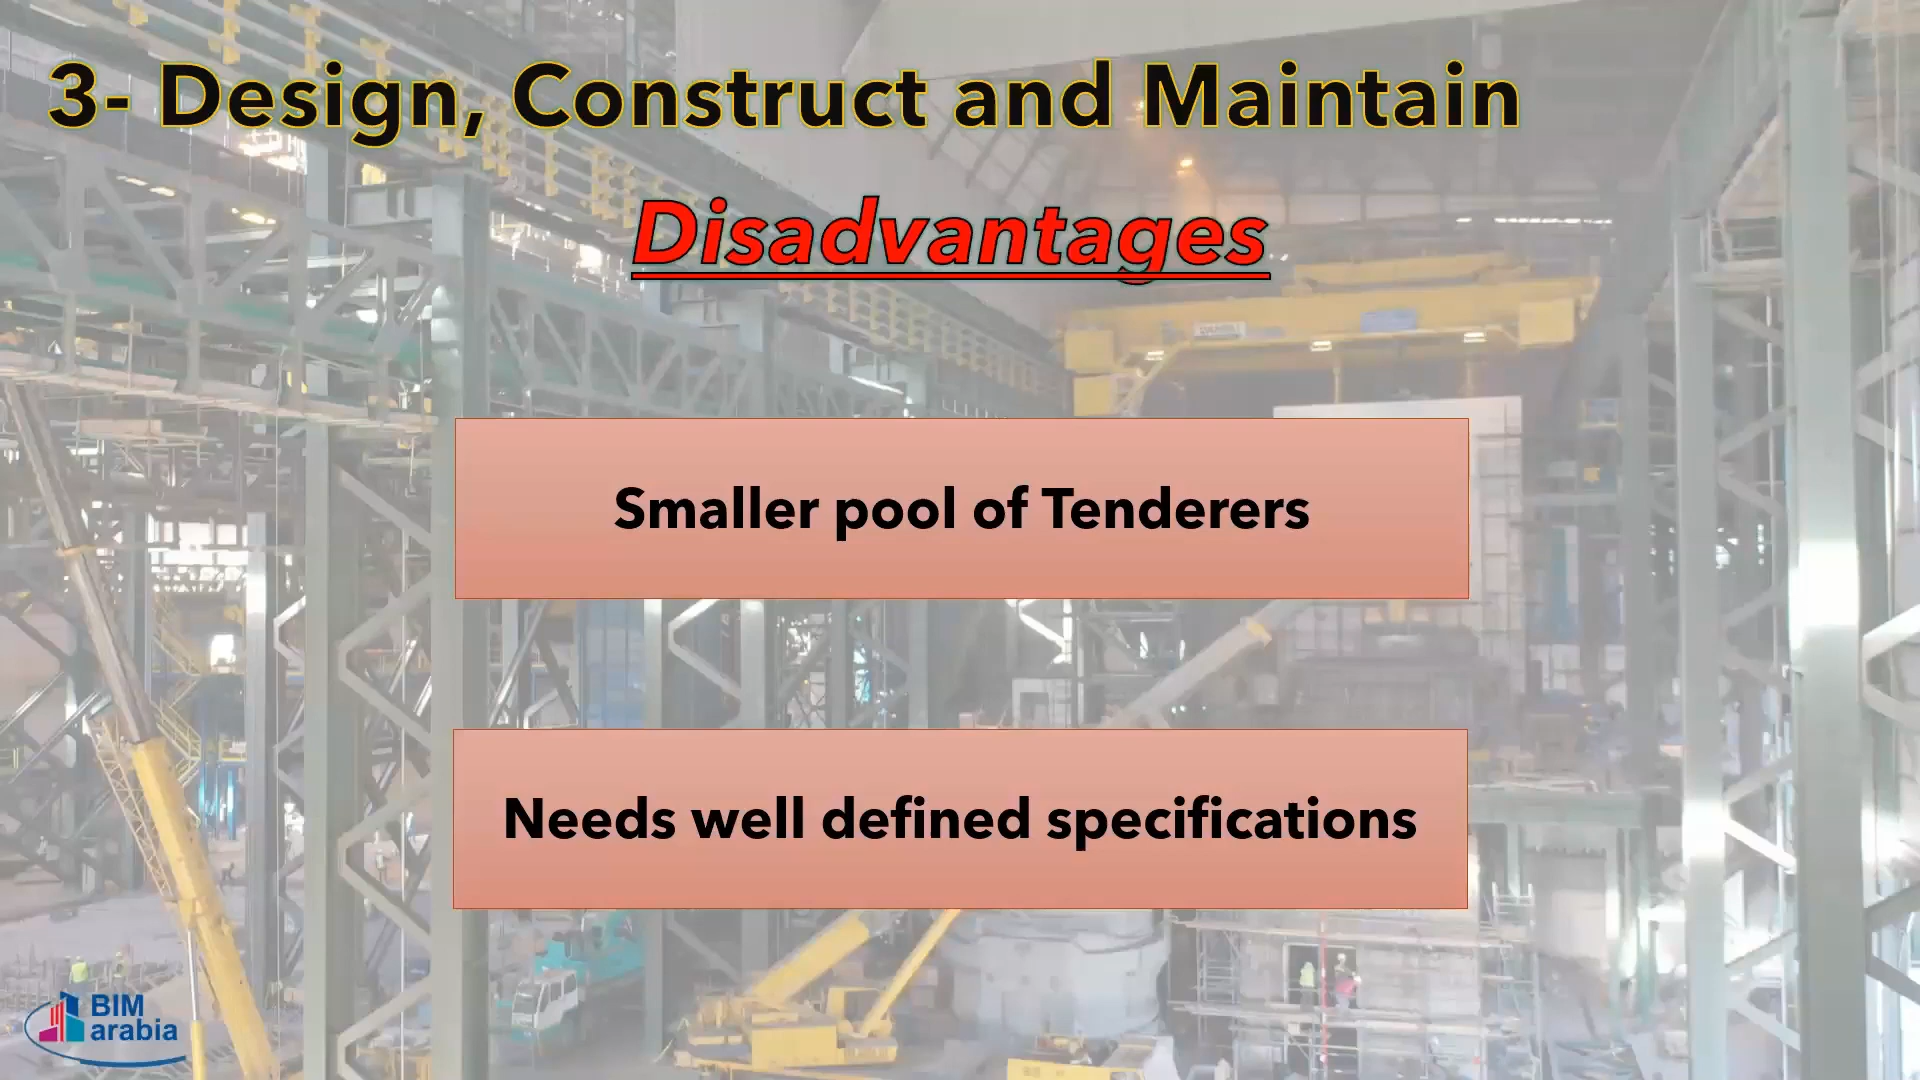 3- Design, Construct and Maintain
Disadvantages
Smaller pool of Tenderers
Needs well defined specifications
BIM
arabia